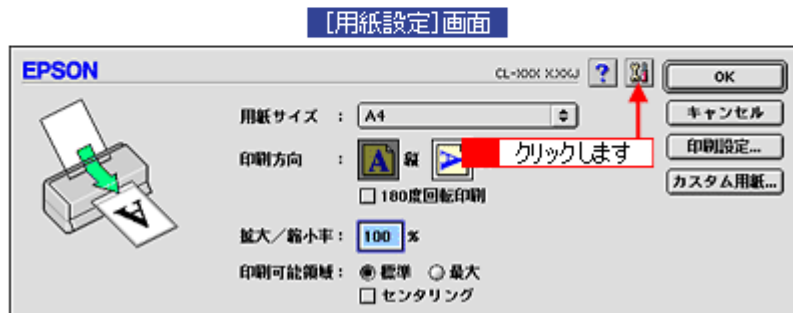 [用紙設定]画面
EPSON
?
OK
用紙サイズ : A4
キャンセル
印刷方向 : A 縦 A
クリックします
印刷設定...
180度回転印刷
カスタム用紙...
A
拡大/縮小率: 100 %
印刷可能領域: 標準 最大
センタリング